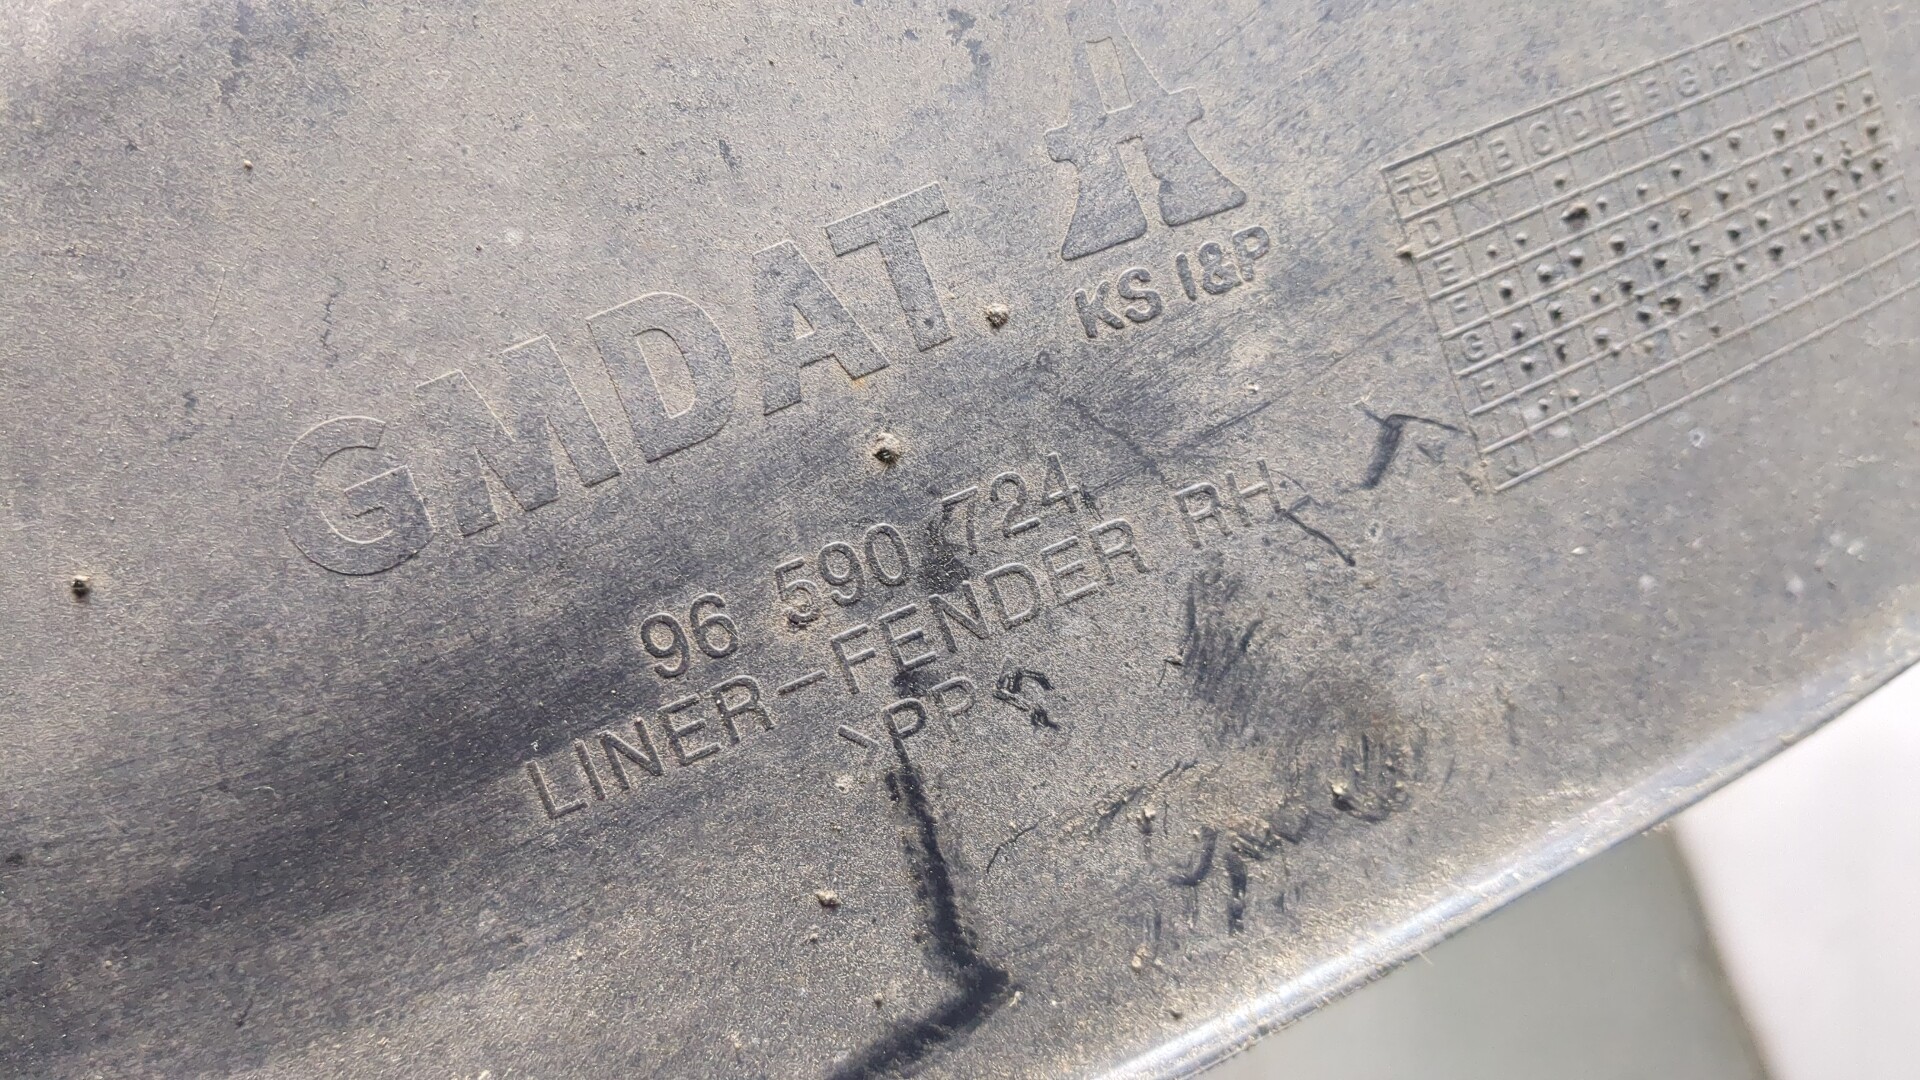 GMDAT
KS I&P
96 590 724
LINER-FENDER RH
>PP<
A B C D E F G H
D
E
F
G